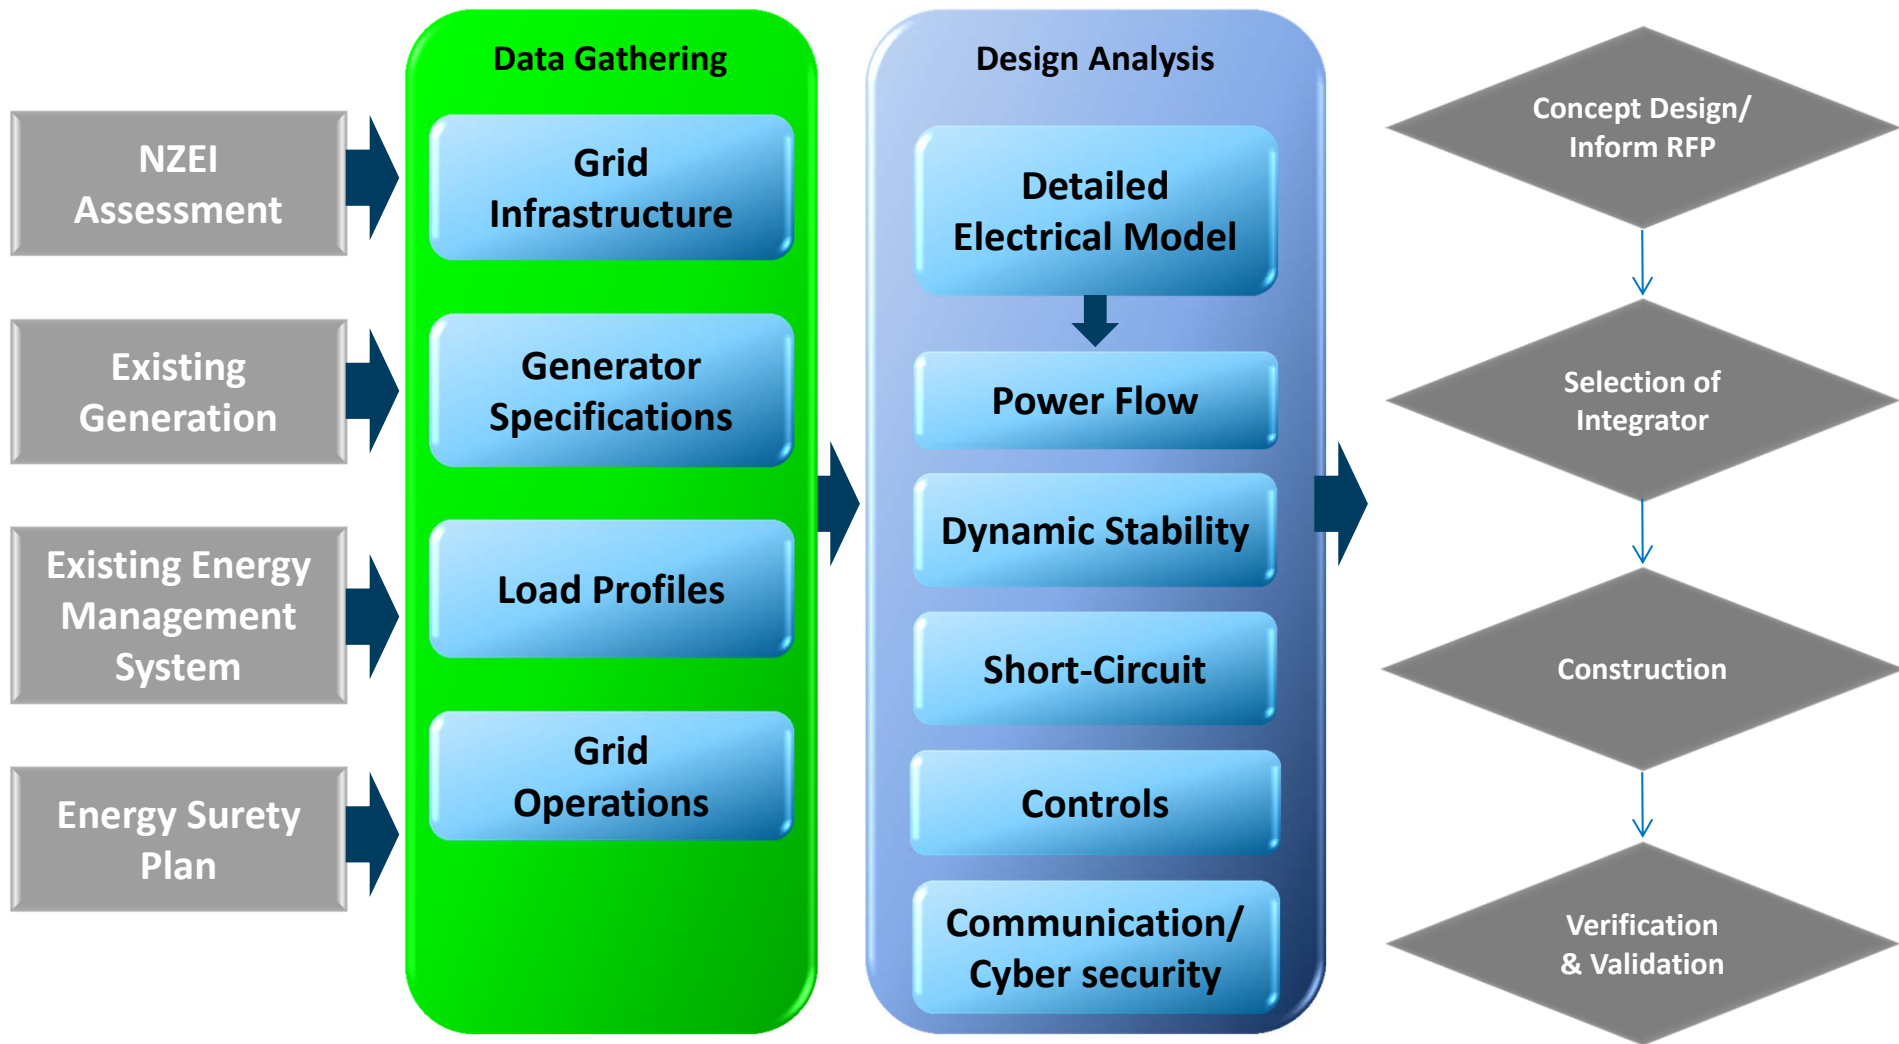 NZEI
Assessment
Existing
Generation
Existing Energy
Management
System
Energy Surety
Plan
Data Gathering
Grid
Infrastructure
Generator
Specifications
Load Profiles
Grid
Operations
Design Analysis
Detailed
Electrical Model
Power Flow
Dynamic Stability
Short-Circuit
Controls
Communication/
Cyber security
Concept Design/
Inform RFP
Selection of
Integrator
Construction
Verification
& Validation